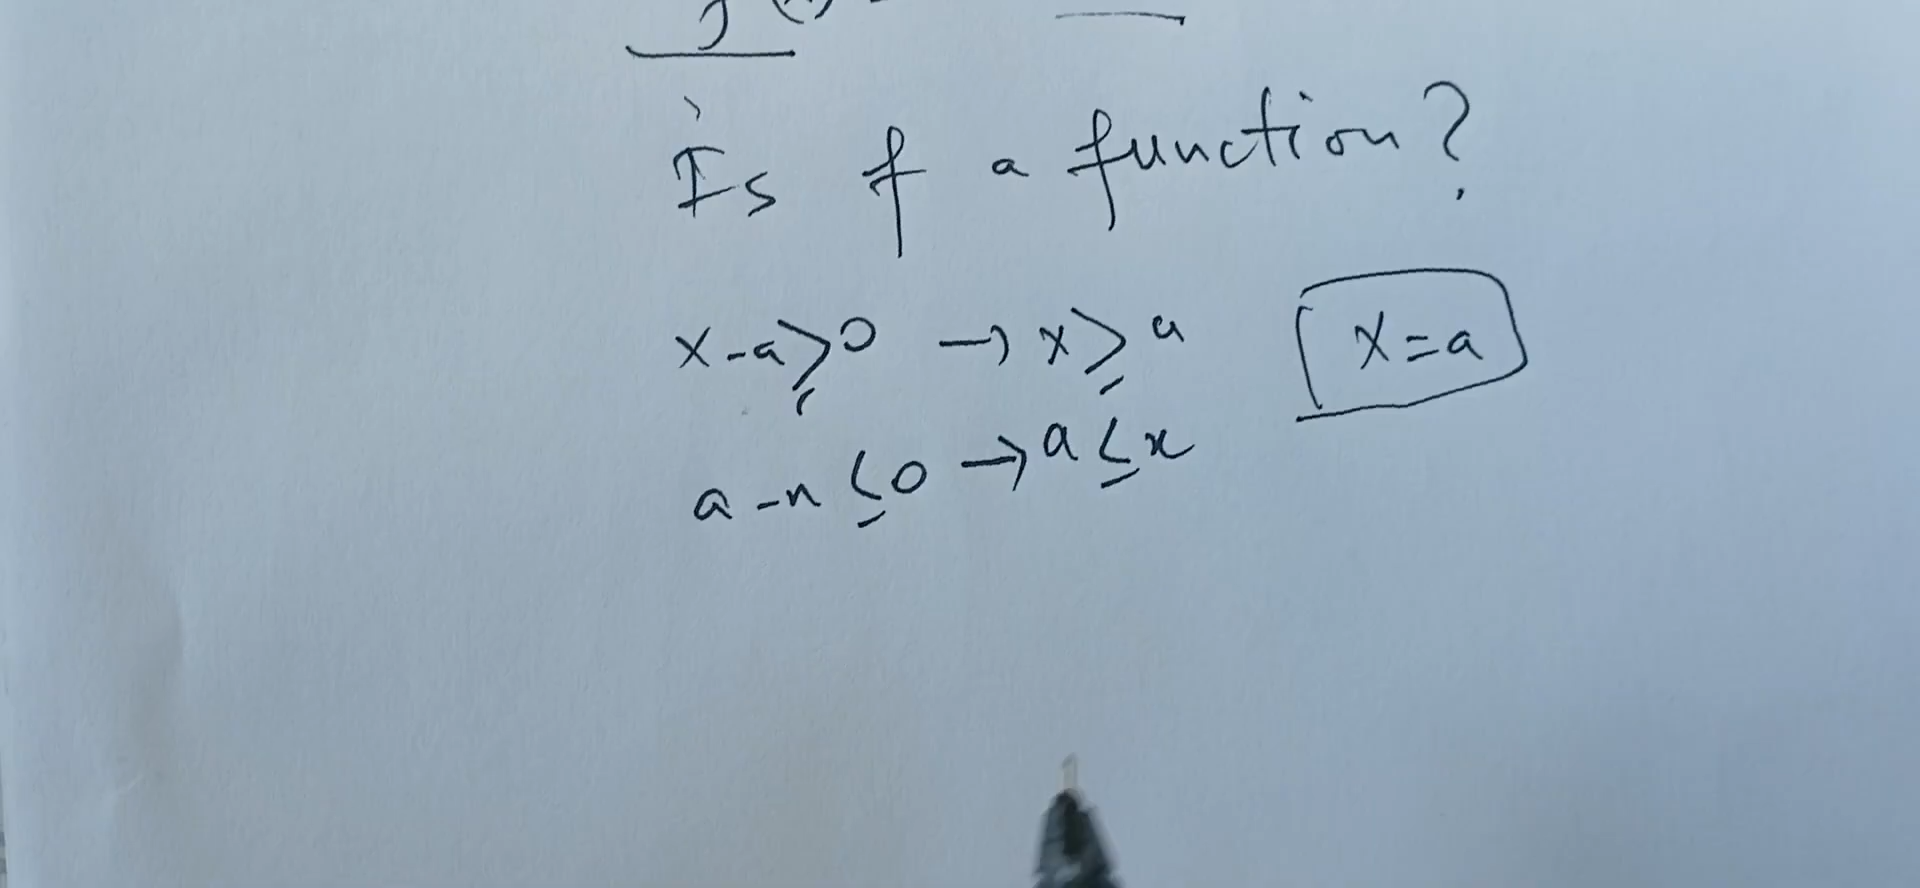 Is f a function?
x-a≥0 → x≥a x=a
a-x≤0 → a≤x